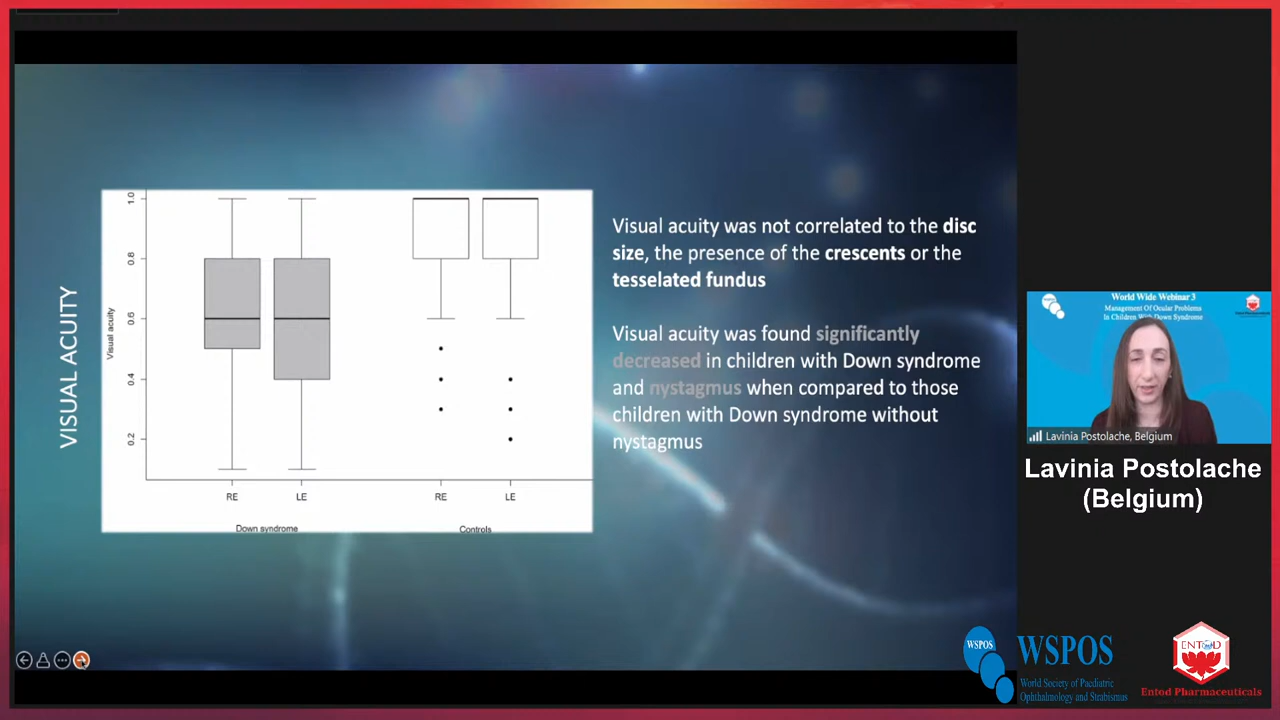 VISUAL ACUITY
Visual acuity
1.0
0.8
0.6
0.4
0.2
RE
LE
RE
LE
Down syndrome
Controls
Visual acuity was not correlated to the disc
size, the presence of the crescents or the
tesselated fundus
Visual acuity was found significantly
decreased in children with Down syndrome
and nystagmus when compared to those
children with Down syndrome without
nystagmus
World Wide Webinar 3
Management Of Ocular Problems
In Children With Down Syndrome
Lavinia Postolache, Belgium
Lavinia Postolache
(Belgium)
WSPOS
WSPOS
World Society of Paediatric
Ophthalmology and Strabismus
ENTOD
Entod Pharmaceuticals